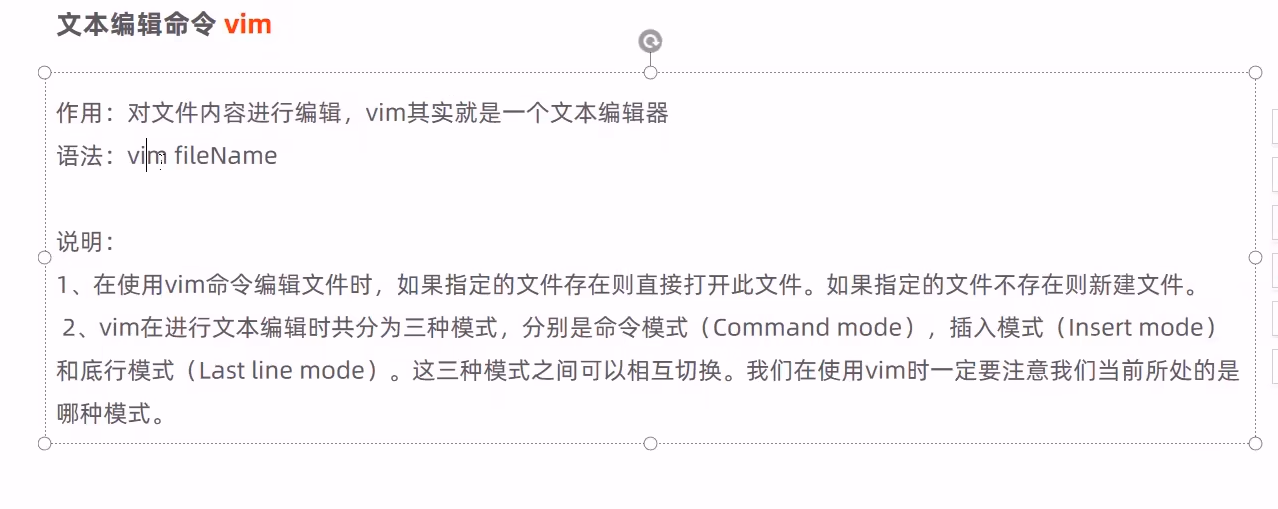 文本编辑命令 vim
作用：对文件内容进行编辑，vim其实就是一个文本编辑器
语法：vim fileName
说明：
1、在使用vim命令编辑文件时，如果指定的文件存在则直接打开此文件。如果指定的文件不存在则新建文件。
2、vim在进行文本编辑时共分为三种模式，分别是命令模式（Command mode），插入模式（Insert mode）
和底行模式（Last line mode）。这三种模式之间可以相互切换。我们在使用vim时一定要注意我们当前所处的是
哪种模式。